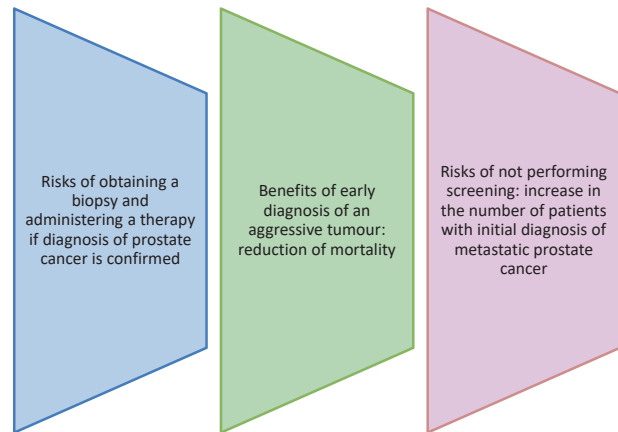 Risks of obtaining a
biopsy and
administering a therapy
if diagnosis of prostate
cancer is confirmed
Benefits of early
diagnosis of an
aggressive tumour:
reduction of mortality
Risks of not performing
screening: increase in
the number of patients
with initial diagnosis of
metastatic prostate
cancer